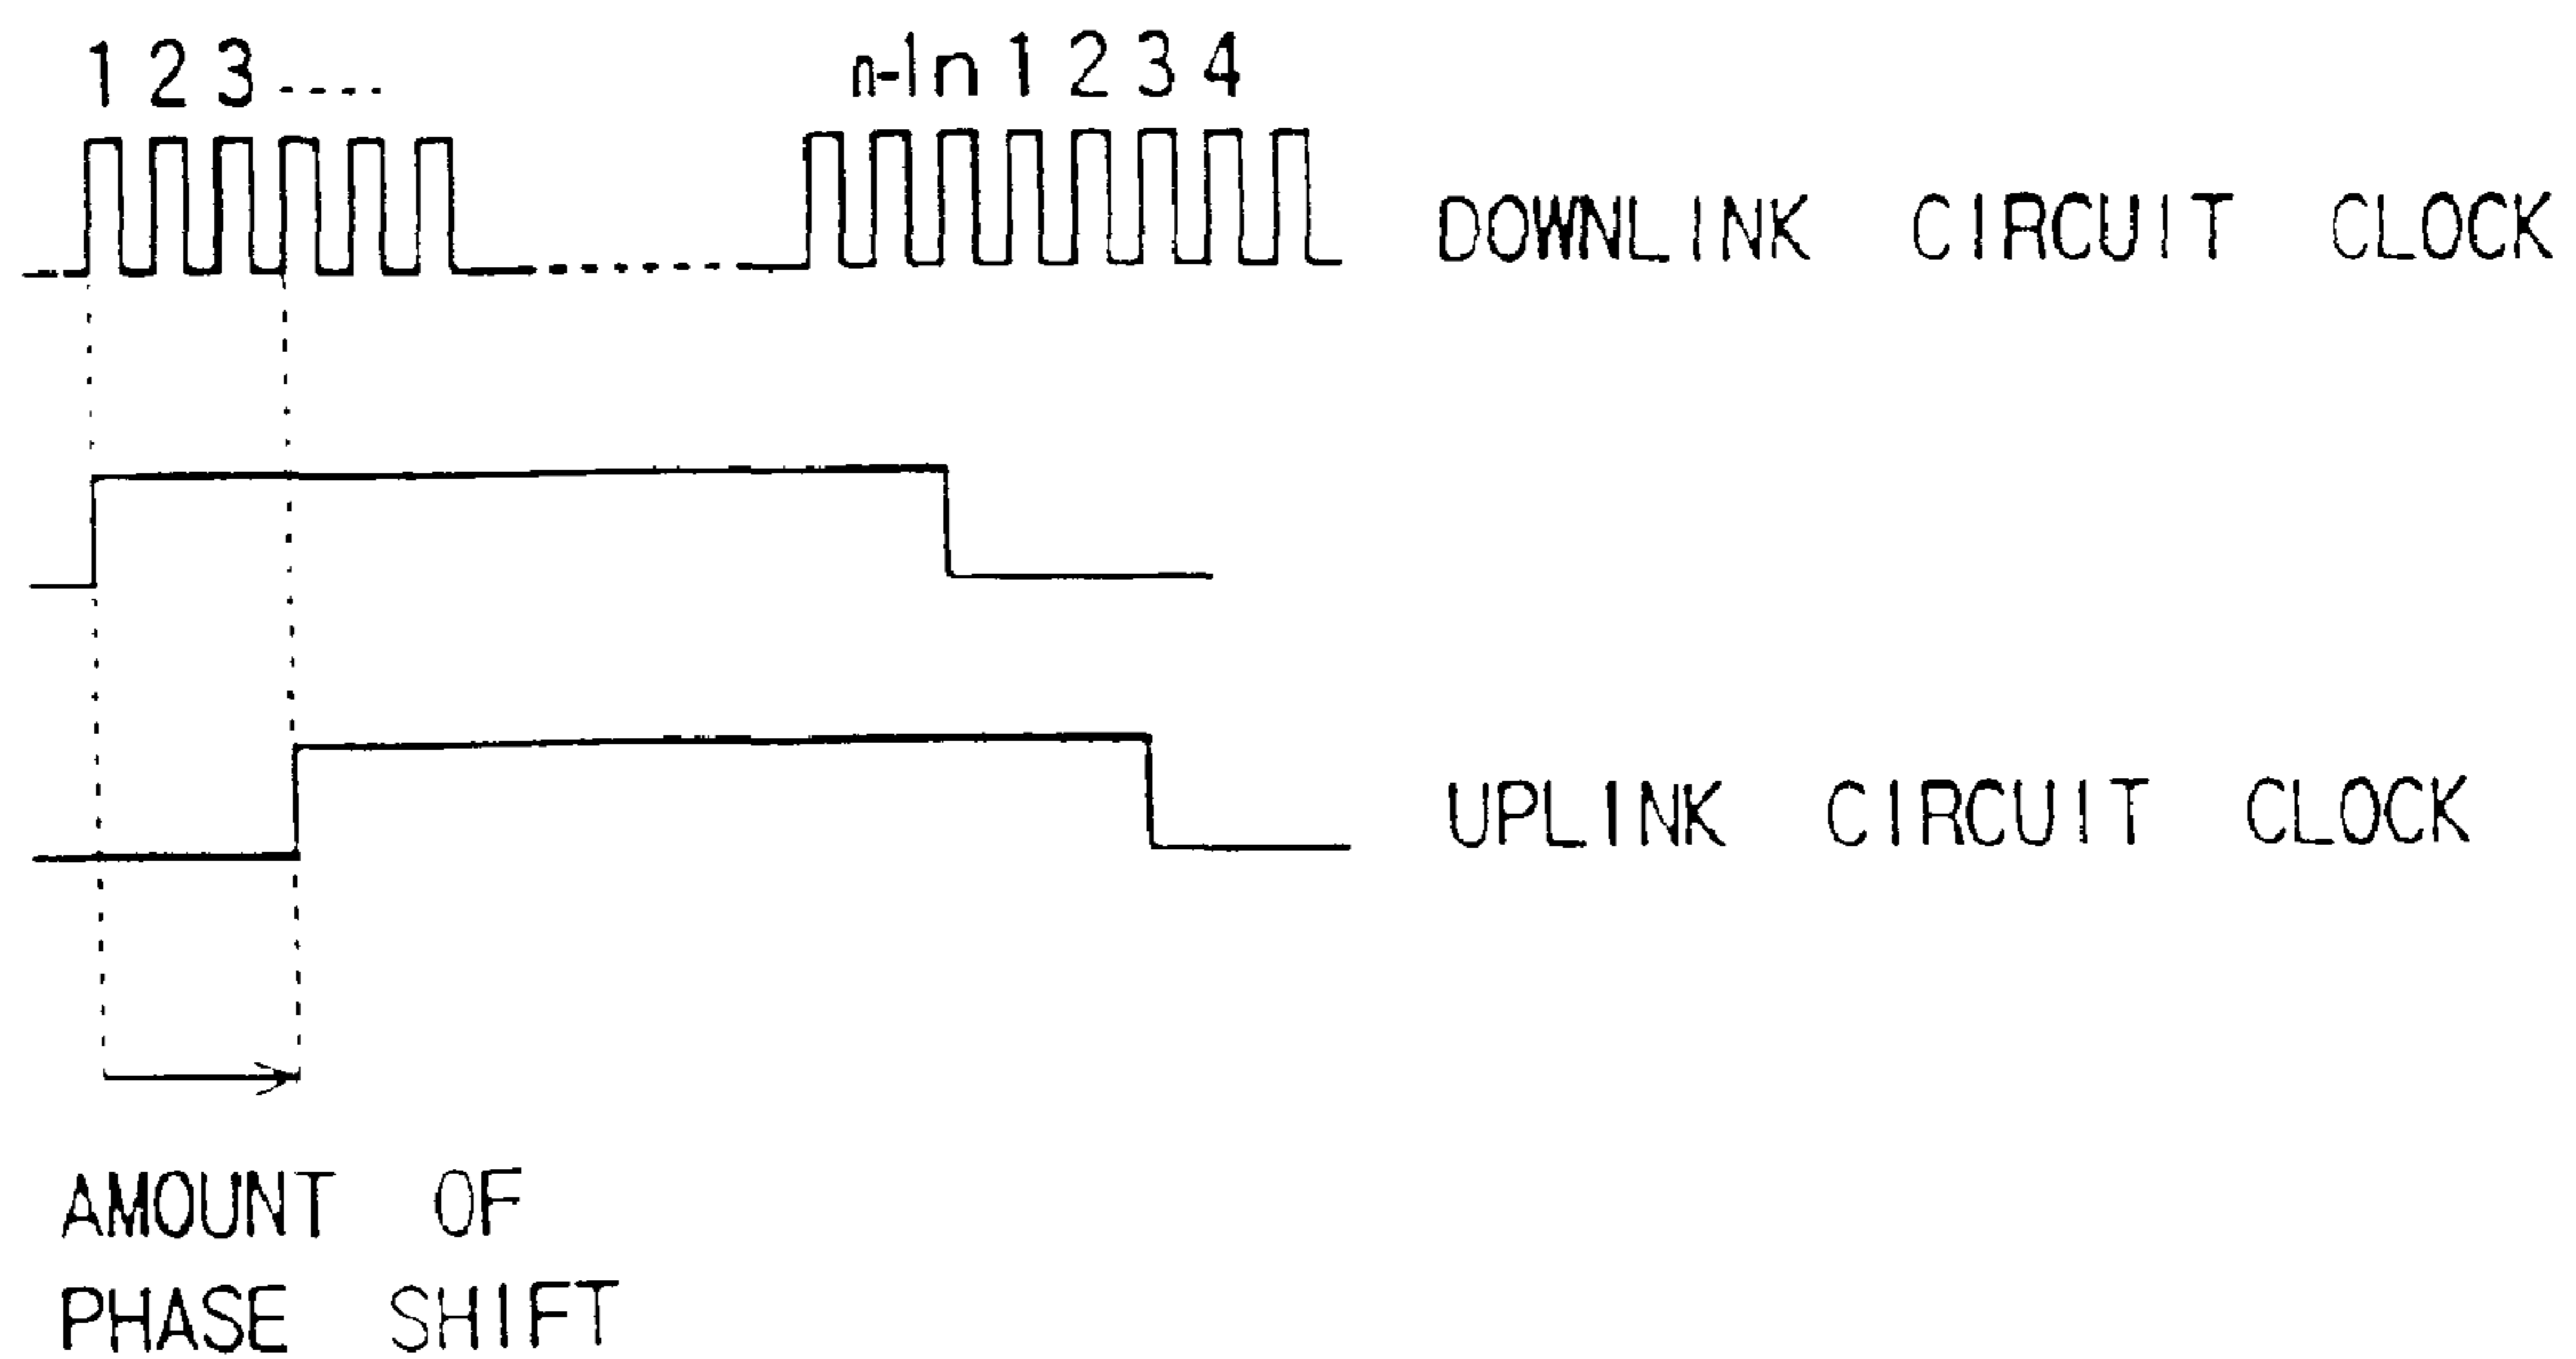 1 2 3 ---- n-1 n 1 2 3 4
DOWNLINK CIRCUIT CLOCK
UPLINK CIRCUIT CLOCK
AMOUNT OF
PHASE SHIFT